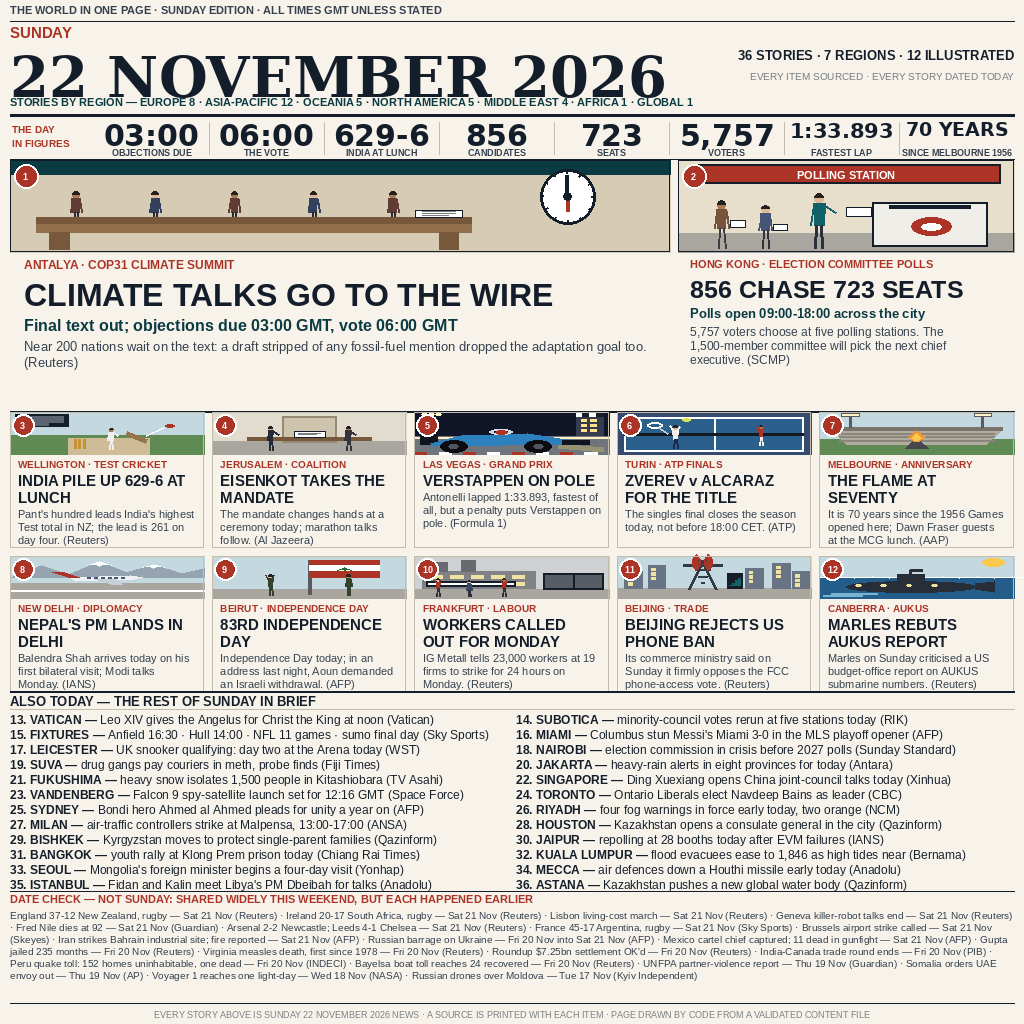 THE WORLD IN ONE PAGE · SUNDAY EDITION · ALL TIMES GMT UNLESS STATED
SUNDAY
22 NOVEMBER 2026
36 STORIES · 7 REGIONS · 12 ILLUSTRATED
EVERY ITEM SOURCED · EVERY STORY DATED TODAY
STORIES BY REGION — EUROPE 8 · ASIA-PACIFIC 12 · OCEANIA 5 · NORTH AMERICA 5 · MIDDLE EAST 4 · AFRICA 1 · GLOBAL 1
THE DAY
IN FIGURES
03:00
OBJECTIONS DUE
06:00
THE VOTE
629-6
INDIA AT LUNCH
856
CANDIDATES
723
SEATS
5,757
VOTERS
1:33.893
FASTEST LAP
70 YEARS
SINCE MELBOURNE 1956
1
ANTALYA · COP31 CLIMATE SUMMIT
CLIMATE TALKS GO TO THE WIRE
Final text out; objections due 03:00 GMT, vote 06:00 GMT
Near 200 nations wait on the text: a draft stripped of any fossil-fuel mention dropped the adaptation goal too.
(Reuters)
2
POLLING STATION
HONG KONG · ELECTION COMMITTEE POLLS
856 CHASE 723 SEATS
Polls open 09:00-18:00 across the city
5,757 voters choose at five polling stations. The
1,500-member committee will pick the next chief
executive. (SCMP)
3
WELLINGTON · TEST CRICKET
INDIA PILE UP 629-6 AT
LUNCH
Pant's hundred leads India's highest
Test total in NZ; the lead is 261 on
day four. (Reuters)
4
JERUSALEM · COALITION
EISENKOT TAKES THE
MANDATE
The mandate changes hands at a
ceremony today; marathon talks
follow. (Al Jazeera)
5
LAS VEGAS · GRAND PRIX
VERSTAPPEN ON POLE
Antonelli lapped 1:33.893, fastest of
all, but a penalty puts Verstappen on
pole. (Formula 1)
6
TURIN · ATP FINALS
ZVEREV v ALCARAZ
FOR THE TITLE
The singles final closes the season
today, not before 18:00 CET. (ATP)
7
MELBOURNE · ANNIVERSARY
THE FLAME AT
SEVENTY
It is 70 years since the 1956 Games
opened here; Dawn Fraser guests
at the MCG lunch. (AAP)
8
NEW DELHI · DIPLOMACY
NEPAL'S PM LANDS IN
DELHI
Balendra Shah arrives today on his
first bilateral visit; Modi talks
Monday. (IANS)
9
BEIRUT · INDEPENDENCE DAY
83RD INDEPENDENCE
DAY
Independence Day today; in an
address last night, Aoun demanded
an Israeli withdrawal. (AFP)
10
FRANKFURT · LABOUR
WORKERS CALLED
OUT FOR MONDAY
IG Metall tells 23,000 workers at 19
firms to strike for 24 hours on
Monday. (Reuters)
11
BEIJING · TRADE
BEIJING REJECTS US
PHONE BAN
Its commerce ministry said on
Sunday it firmly opposes the FCC
phone-access vote. (Reuters)
12
CANBERRA · AUKUS
MARLES REBUTS
AUKUS REPORT
Marles on Sunday criticised a US
budget-office report on AUKUS
submarine numbers. (Reuters)
ALSO TODAY — THE REST OF SUNDAY IN BRIEF
13. VATICAN — Leo XIV gives the Angelus for Christ the King at noon (Vatican)
14. SUBOTICA — minority-council votes rerun at five stations today (RIK)
15. FIXTURES — Anfield 16:30 · Hull 14:00 · NFL 11 games · sumo final day (Sky Sports)
16. MIAMI — Columbus stun Messi's Miami 3-0 in the MLS playoff opener (AFP)
17. LEICESTER — UK snooker qualifying: day two at the Arena today (WST)
18. NAIROBI — election commission in crisis before 2027 polls (Sunday Standard)
19. SUVA — drug gangs pay couriers in meth, probe finds (Fiji Times)
20. JAKARTA — heavy-rain alerts in eight provinces for today (Antara)
21. FUKUSHIMA — heavy snow isolates 1,500 people in Kitashiobara (TV Asahi)
22. SINGAPORE — Ding Xuexiang opens China joint-council talks today (Xinhua)
23. VANDENBERG — Falcon 9 spy-satellite launch set for 12:16 GMT (Space Force)
24. TORONTO — Ontario Liberals elect Navdeep Bains as leader (CBC)
25. SYDNEY — Bondi hero Ahmed al Ahmed pleads for unity a year on (AFP)
26. RIYADH — four fog warnings in force early today, two orange (NCM)
27. MILAN — air-traffic controllers strike at Malpensa, 13:00-17:00 (ANSA)
28. HOUSTON — Kazakhstan opens a consulate general in the city (Qazinform)
29. BISHKEK — Kyrgyzstan moves to protect single-parent families (Qazinform)
30. JAIPUR — repolling at 28 booths today after EVM failures (IANS)
31. BANGKOK — youth rally at Klong Prem prison today (Chiang Rai Times)
32. KUALA LUMPUR — flood evacuees ease to 1,846 as high tides near (Bernama)
33. SEOUL — Mongolia's foreign minister begins a four-day visit (Yonhap)
34. MECCA — air defences down a Houthi missile early today (Anadolu)
35. ISTANBUL — Fidan and Kalin meet Libya's PM Dbeibah for talks (Anadolu)
36. ASTANA — Kazakhstan pushes a new global water body (Qazinform)
DATE CHECK — NOT SUNDAY: SHARED WIDELY THIS WEEKEND, BUT EACH HAPPENED EARLIER
England 37-12 New Zealand, rugby — Sat 21 Nov (Reuters) · Ireland 20-17 South Africa, rugby — Sat 21 Nov (Reuters) · Lisbon living-cost march — Sat 21 Nov (Reuters) · Geneva killer-robot talks end — Sat 21 Nov (Reuters)
· Fred Nile dies at 92 — Sat 21 Nov (Guardian) · Arsenal 2-2 Newcastle; Leeds 4-1 Chelsea — Sat 21 Nov (Reuters) · France 45-17 Argentina, rugby — Sat 21 Nov (Sky Sports) · Brussels airport strike called — Sat 21 Nov
(Skeyes) · Iran strikes Bahrain industrial site; fire reported — Sat 21 Nov (AFP) · Russian barrage on Ukraine — Fri 20 Nov into Sat 21 Nov (AFP) · Mexico cartel chief captured; 11 dead in gunfight — Sat 21 Nov (AFP) · Gupta
jailed 235 months — Fri 20 Nov (Reuters) · Virginia measles death, first since 1978 — Fri 20 Nov (Reuters) · Roundup $7.25bn settlement OK'd — Fri 20 Nov (Reuters) · India-Canada trade round ends — Fri 20 Nov (PIB) ·
Peru quake toll: 152 homes uninhabitable, one dead — Fri 20 Nov (INDECI) · Bayelsa boat toll reaches 24 recovered — Fri 20 Nov (Reuters) · UNFPA partner-violence report — Thu 19 Nov (Guardian) · Somalia orders UAE
envoy out — Thu 19 Nov (AP) · Voyager 1 reaches one light-day — Wed 18 Nov (NASA) · Russian drones over Moldova — Tue 17 Nov (Kyiv Independent)
EVERY STORY ABOVE IS SUNDAY 22 NOVEMBER 2026 NEWS · A SOURCE IS PRINTED WITH EACH ITEM · PAGE DRAWN BY CODE FROM A VALIDATED CONTENT FILE